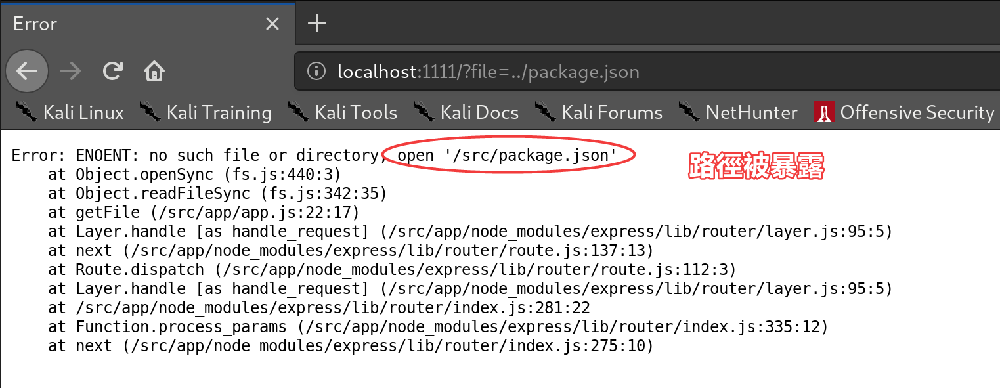 Error
localhost:1111/?file=../package.json
Kali Linux Kali Training Kali Tools Kali Docs Kali Forums NetHunter Offensive Security
Error: ENOENT: no such file or directory, open '/src/package.json'
路徑被暴露
at Object.openSync (fs.js:440:3)
at Object.readFileSync (fs.js:342:35)
at getFile (/src/app/app.js:22:17)
at Layer.handle [as handle_request] (/src/app/node_modules/express/lib/router/layer.js:95:5)
at next (/src/app/node_modules/express/lib/router/route.js:137:13)
at Route.dispatch (/src/app/node_modules/express/lib/router/route.js:112:3)
at Layer.handle [as handle_request] (/src/app/node_modules/express/lib/router/layer.js:95:5)
at /src/app/node_modules/express/lib/router/index.js:281:22
at Function.process_params (/src/app/node_modules/express/lib/router/index.js:335:12)
at next (/src/app/node_modules/express/lib/router/index.js:275:10)